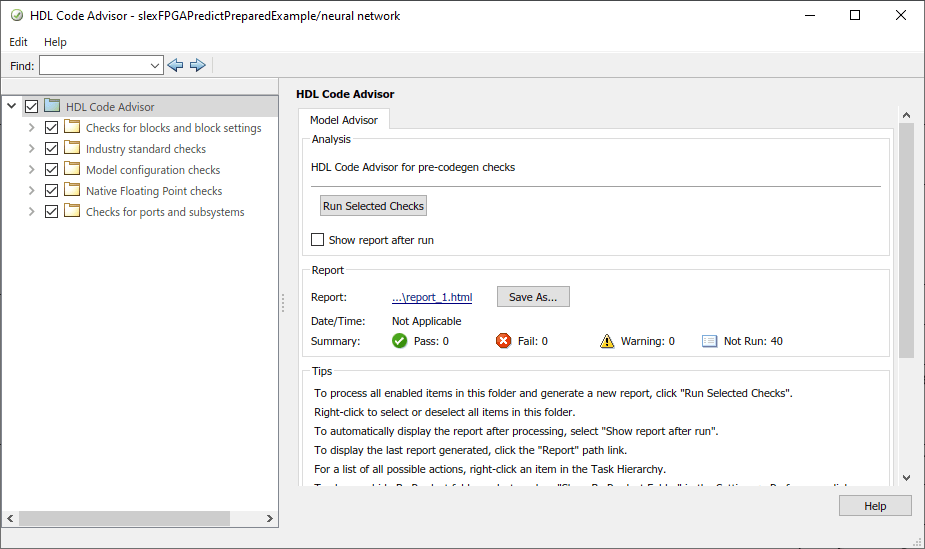 HDL Code Advisor - slexFPGAPredictPreparedExample/neural network
Edit Help
Find:
HDL Code Advisor
Checks for blocks and block settings
Industry standard checks
Model configuration checks
Native Floating Point checks
Checks for ports and subsystems
HDL Code Advisor
Model Advisor
Analysis
HDL Code Advisor for pre-codegen checks
Run Selected Checks
Show report after run
Report
Report: ...\report_1.html Save As...
Date/Time: Not Applicable
Summary: Pass: 0 Fail: 0 Warning: 0 Not Run: 40
Tips
To process all enabled items in this folder and generate a new report, click "Run Selected Checks".
Right-click to select or deselect all items in this folder.
To automatically display the report after processing, select "Show report after run".
To display the last report generated, click the "Report" path link.
For a list of all possible actions, right-click an item in the Task Hierarchy.
Help